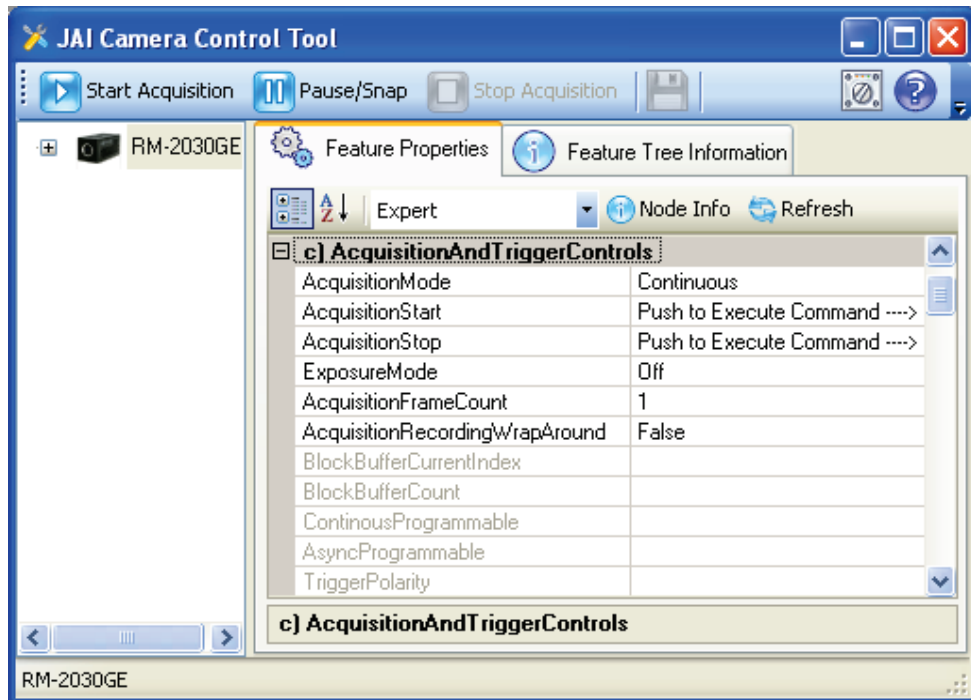 JAI Camera Control Tool
Start Acquisition Pause/Snap Stop Acquisition
RM-2030GE
Feature Properties Feature Tree Information
Expert Node Info Refresh
c) AcquisitionAndTriggerControls
AcquisitionMode Continuous
AcquisitionStart Push to Execute Command ---->
AcquisitionStop Push to Execute Command ---->
ExposureMode Off
AcquisitionFrameCount 1
AcquisitionRecordingWrapAround False
BlockBufferCurrentIndex
BlockBufferCount
ContinousProgrammable
AsyncProgrammable
TriggerPolarity
c) AcquisitionAndTriggerControls
RM-2030GE